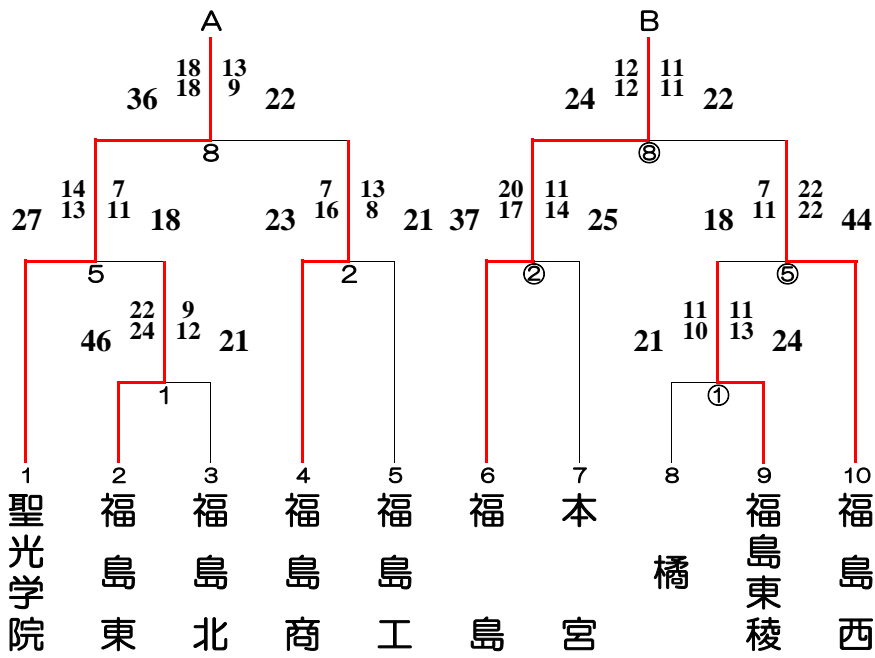 A B
18 13 12 11
36 18 9 22 24 12 11 22
8 ⑧
14 7 7 13 20 11 7 22
27 13 11 18 23 16 8 21 37 17 14 25 18 11 22 44
5 2 ② ⑤
22 9 11 11
46 24 12 21 21 10 13 24
1 ①
1 2 3 4 5 6 7 8 9 10
聖光学院
福島東
福島北
福島商
福島工
福島
本宮
橘
福島東稜
福島西